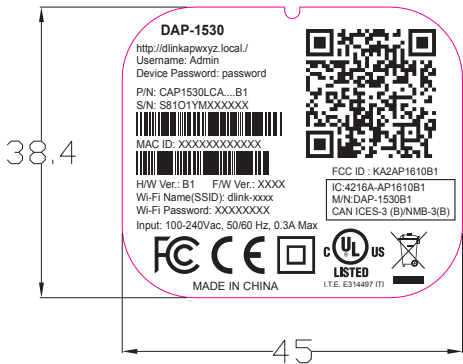 DAP-1530
http://dlinkapwxyz.local./
Username: Admin
Device Password: password
P/N: CAP1530LCA....B1
S/N: S81O1YMXXXXXX
MAC ID: XXXXXXXXXXXX
H/W Ver.: B1 F/W Ver.: XXXX
Wi-Fi Name(SSID): dlink-xxxx
Wi-Fi Password: XXXXXXXX
Input: 100-240Vac, 50/60 Hz, 0.3A Max
FCC ID : KA2AP1610B1
IC:4216A-AP1610B1
M/N:DAP-1530B1
CAN ICES-3 (B)/NMB-3(B)
FC CE
MADE IN CHINA
C UL US
LISTED
I.T.E. E314497 ITI
38.4
45